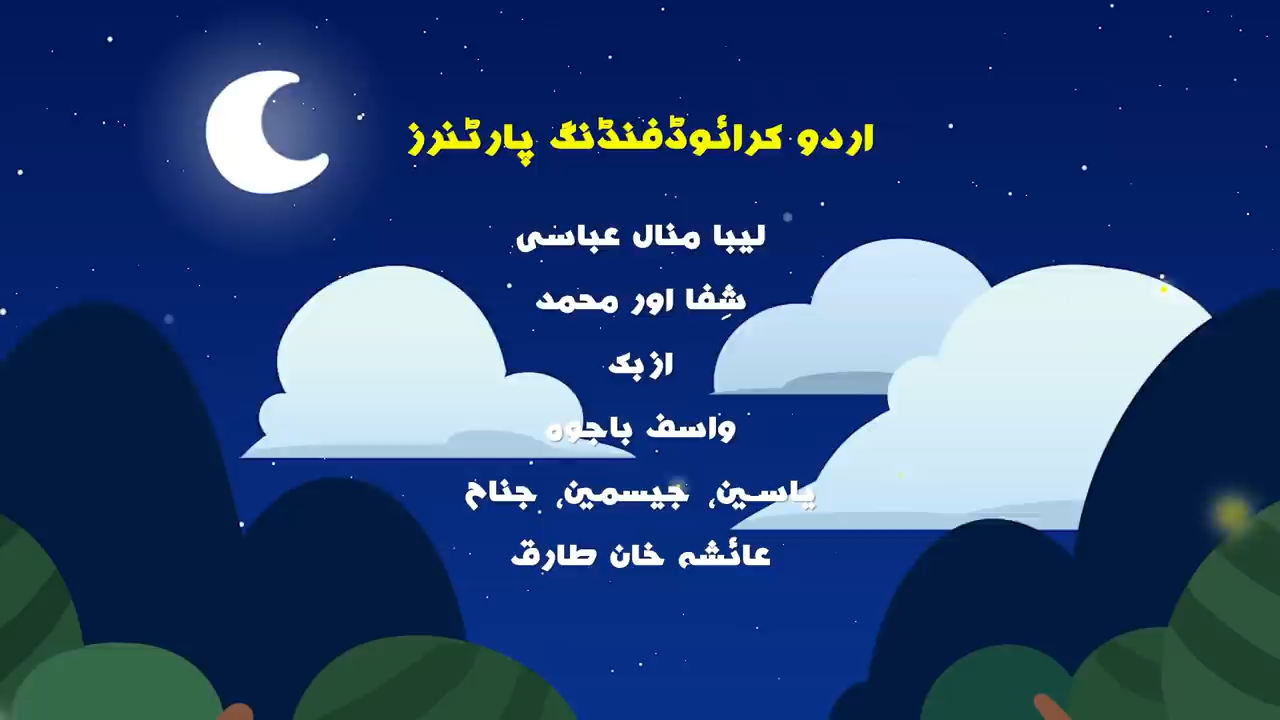 اردو کرائوڈفنڈنگ پارٹنرز
لیبا منال عباسی
شِفا اور محمد
ازبک
واسف باجوہ
یاسین، جیسمین، جناح
عائشہ خان طارق